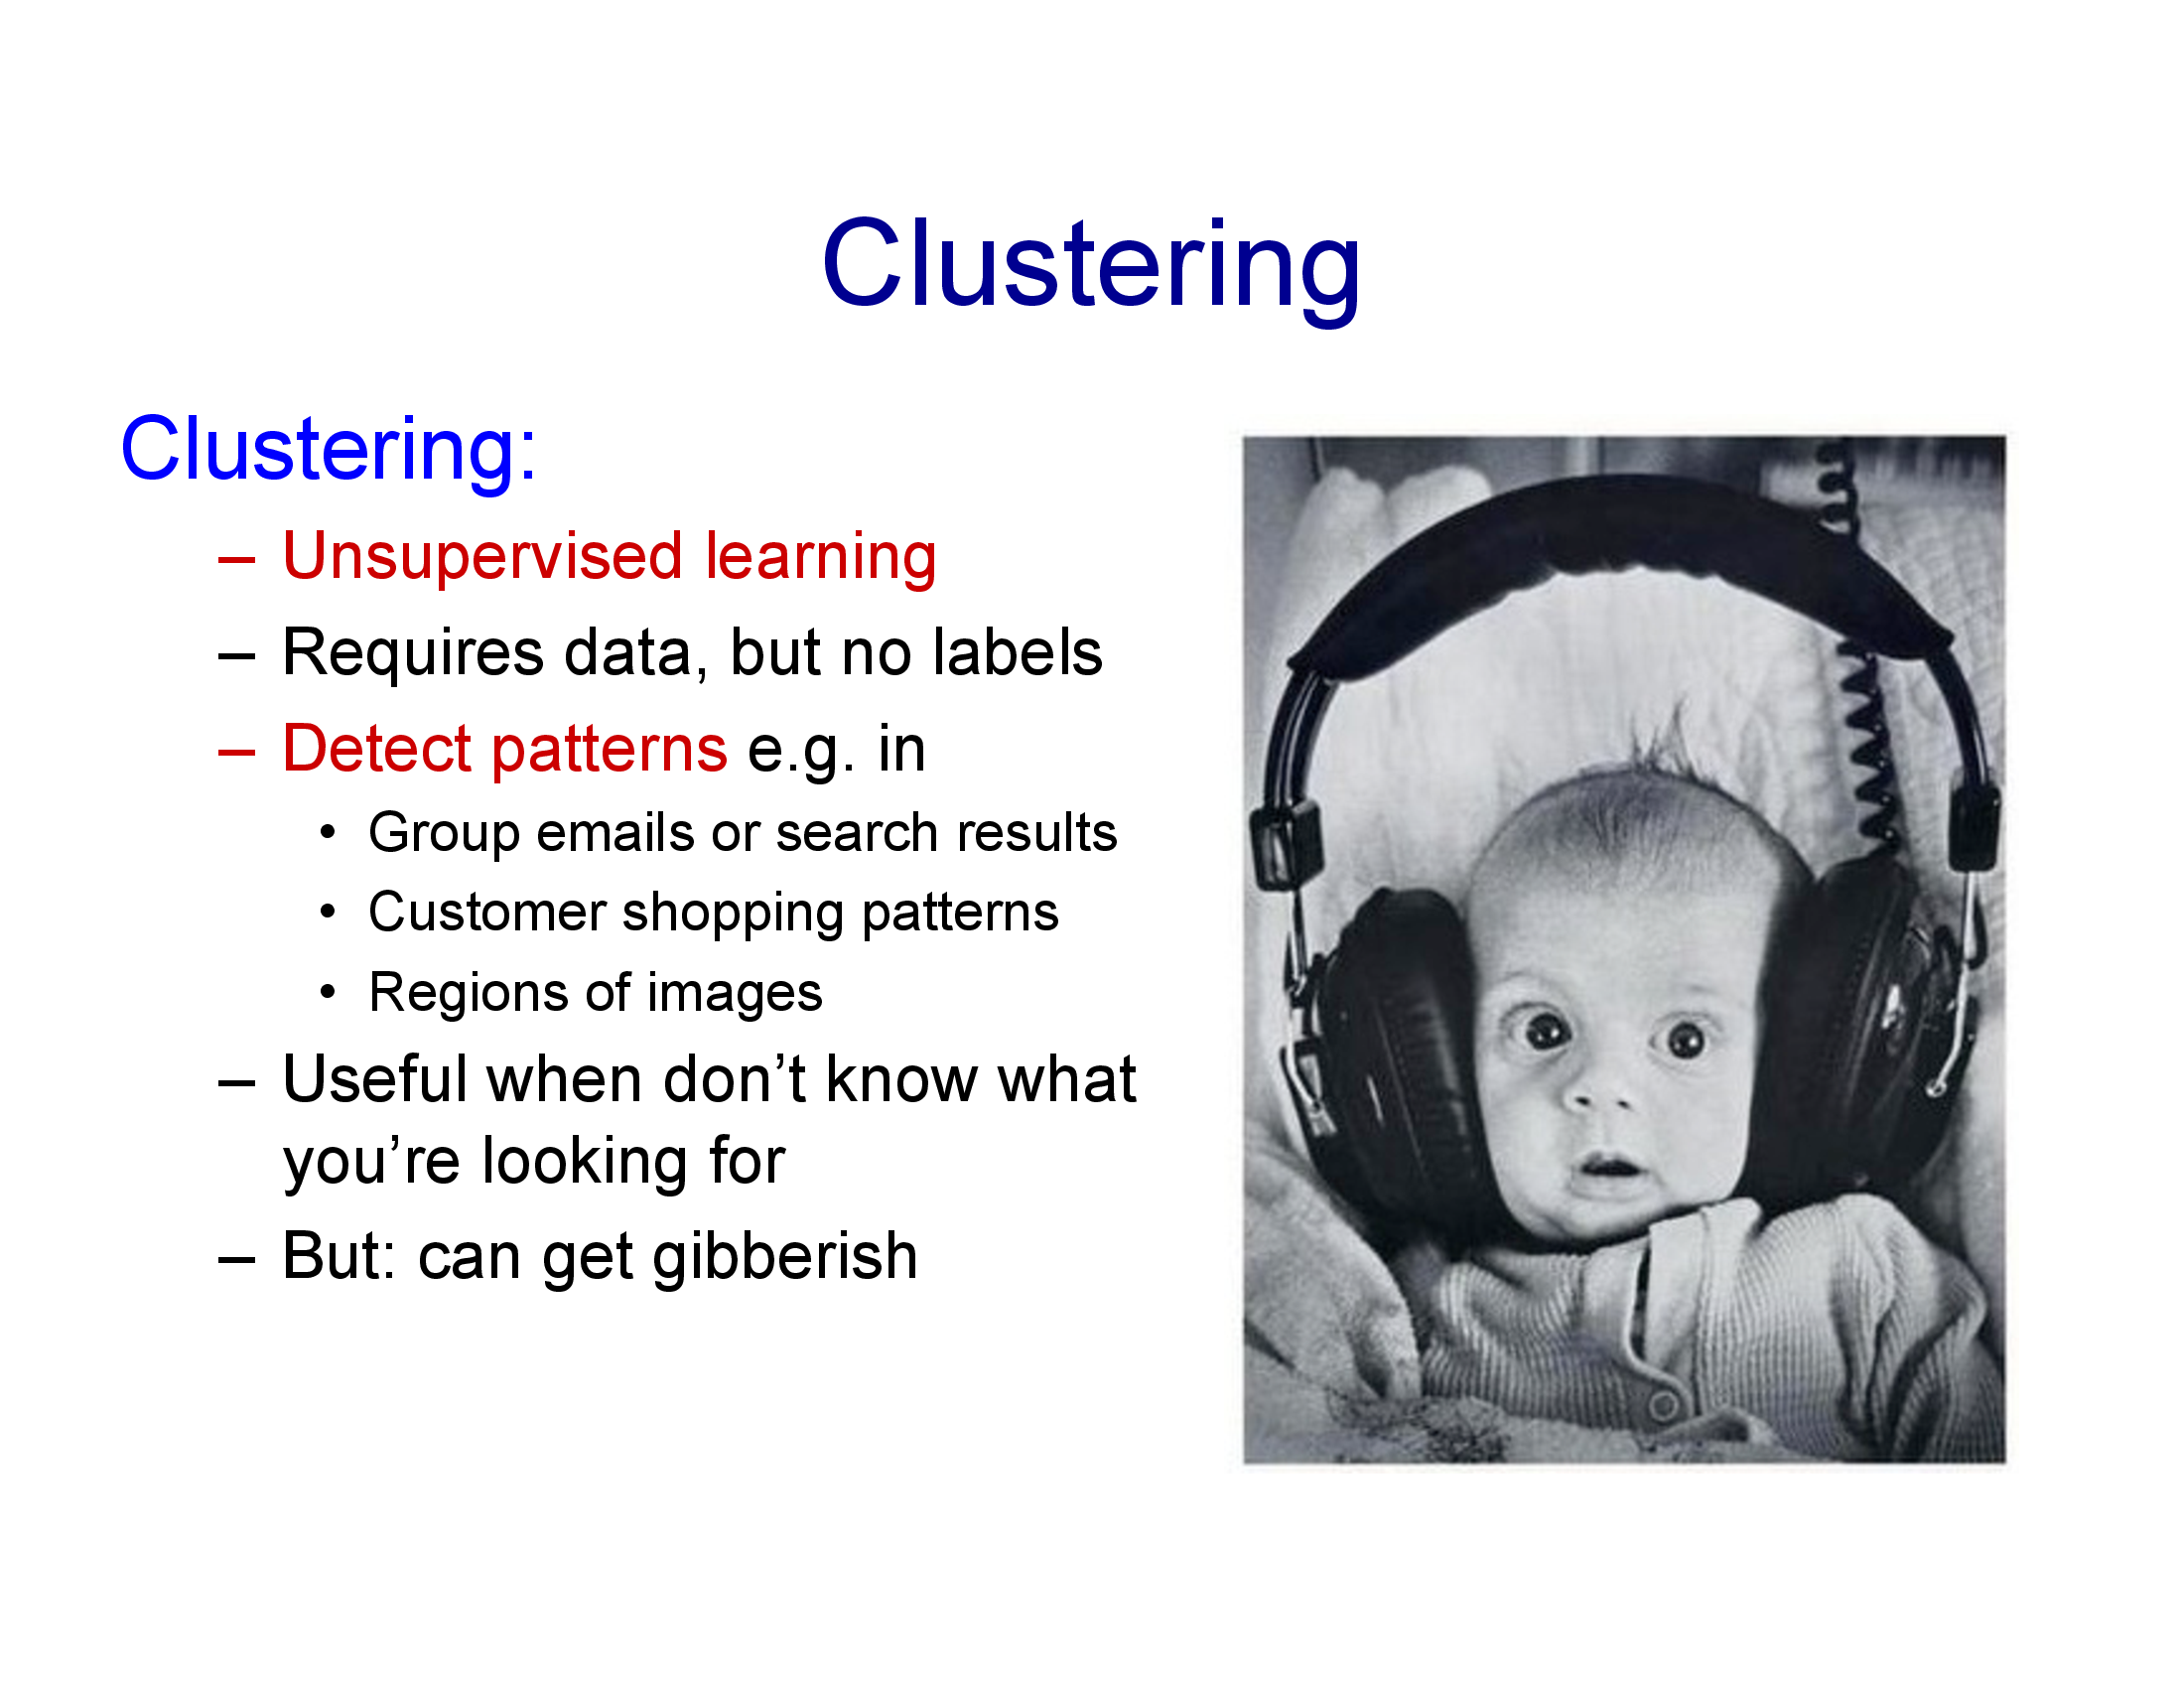 Clustering
Clustering:
– Unsupervised learning
– Requires data, but no labels
– Detect patterns e.g. in
• Group emails or search results
• Customer shopping patterns
• Regions of images
– Useful when don’t know what
you’re looking for
– But: can get gibberish